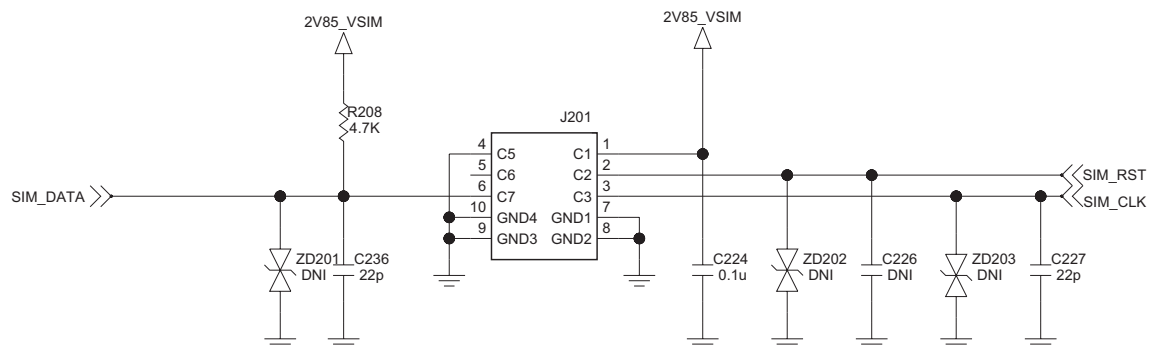 2V85_VSIM
2V85_VSIM
R208
4.7K
J201
4 C5 C1 1
5 C6 C2 2
6 C7 C3 3
10 GND4 GND1 7
9 GND3 GND2 8
SIM_DATA
SIM_RST
SIM_CLK
ZD201
DNI
C236
22p
C224
0.1u
ZD202
DNI
C226
DNI
ZD203
DNI
C227
22p